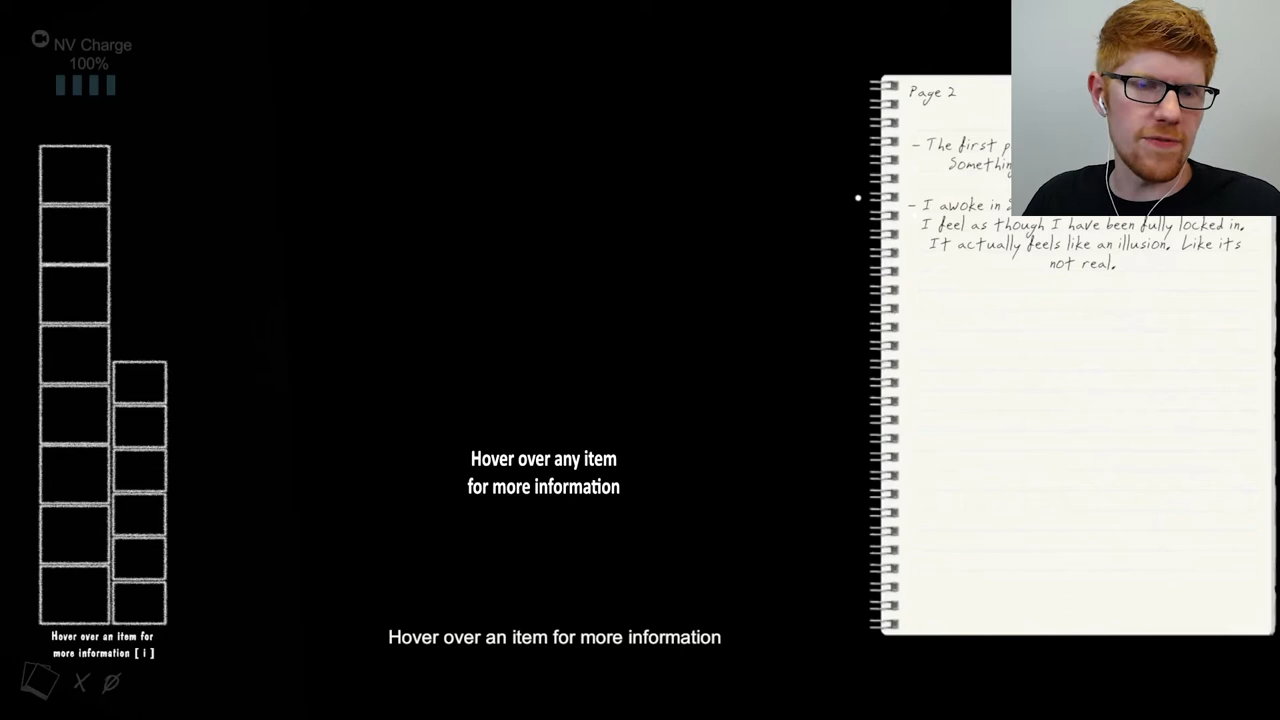 NV Charge
100%
Page 2
- The first
- I awoke in
I feel as though I have been fully locked in.
It actually feels like an illusion. Like its
not real.
Hover over any item
for more information
Hover over an item for more information
Hover over an item for
more information [ i ]
X